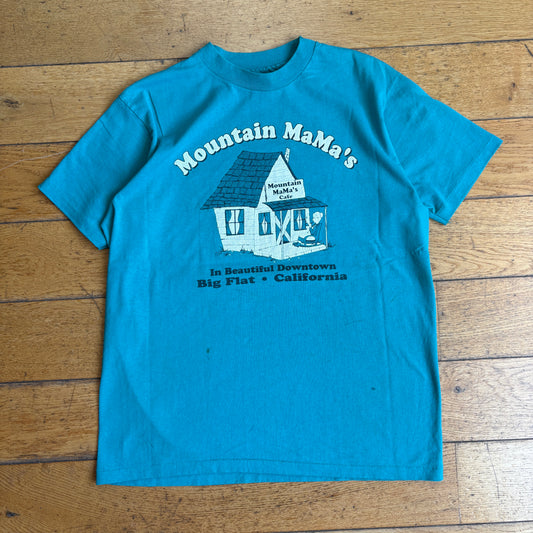 Mountain MaMa's
Mountain
MaMa's
Cafe
In Beautiful Downtown
Big Flat • California